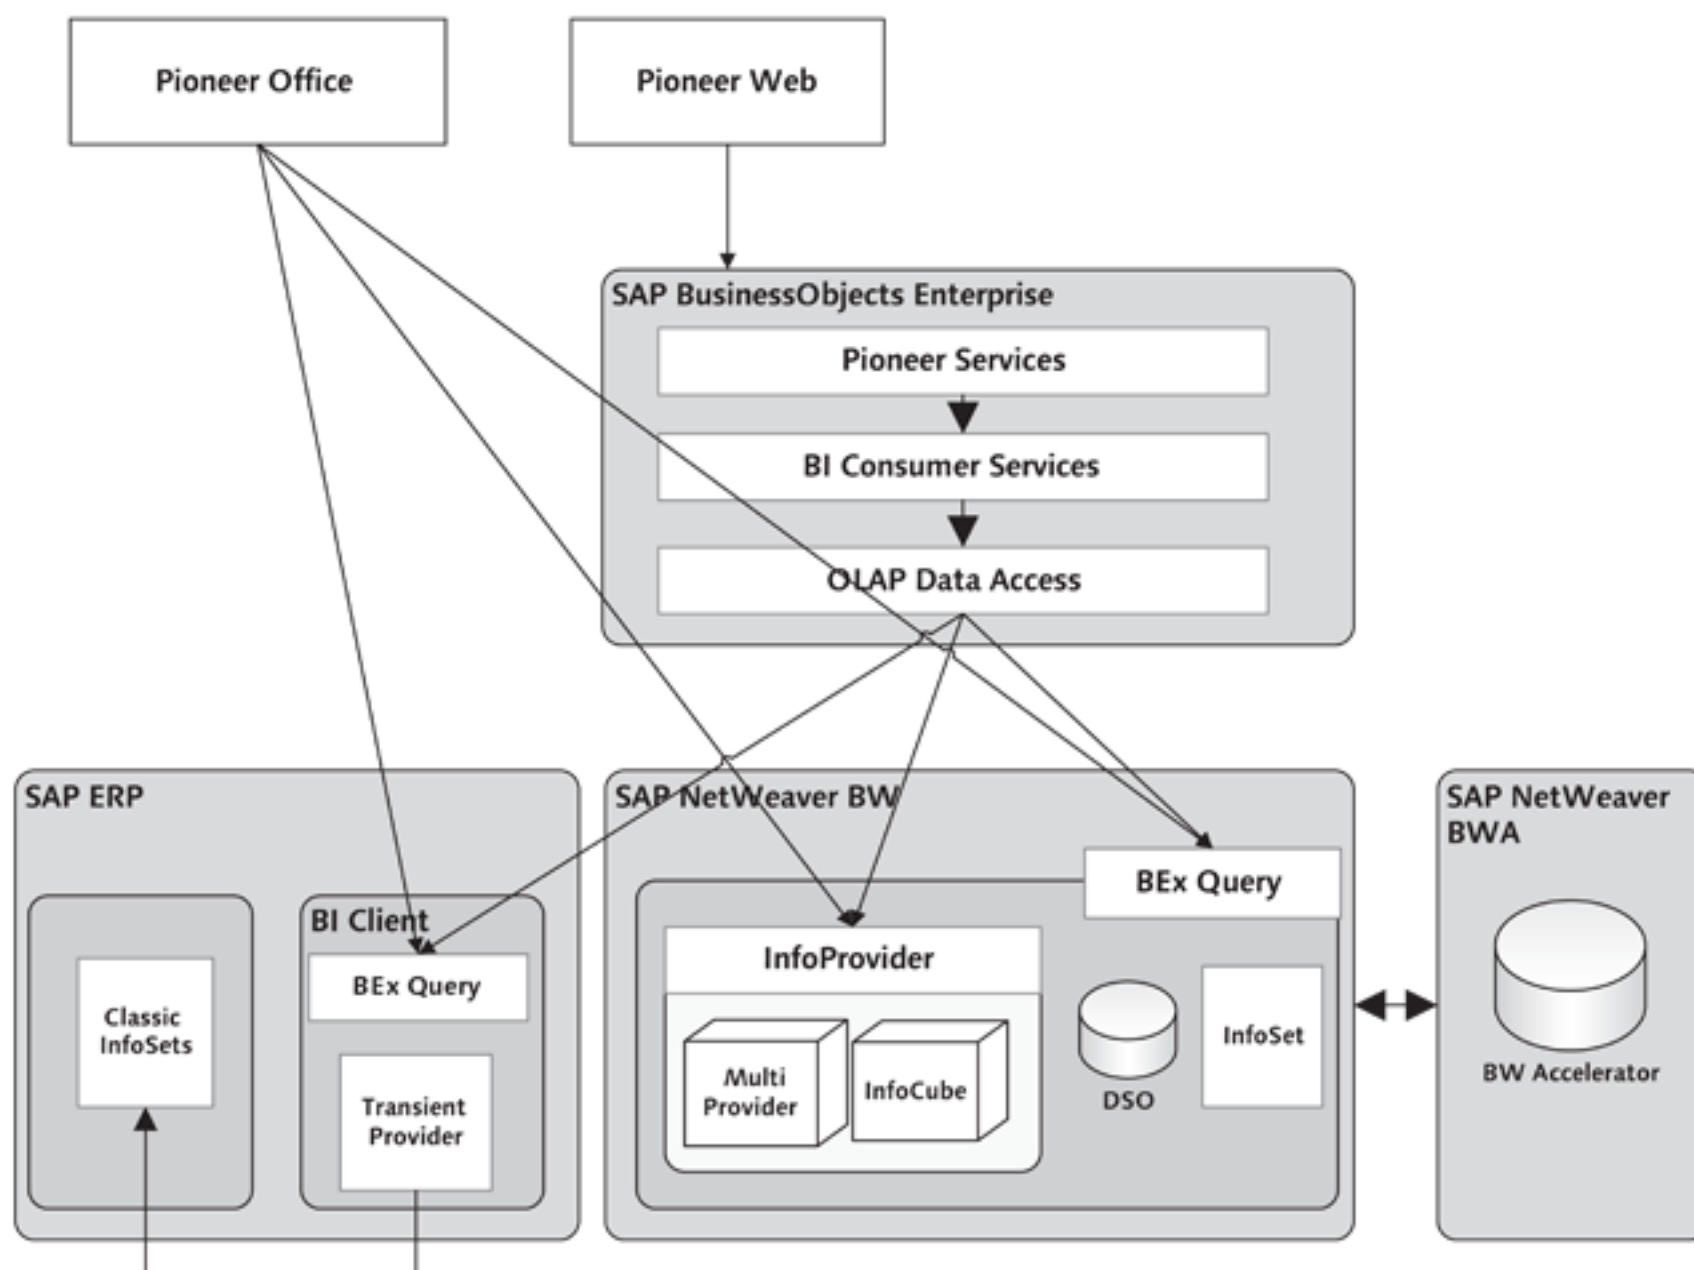 Pioneer Office
Pioneer Web
SAP BusinessObjects Enterprise
Pioneer Services
BI Consumer Services
OLAP Data Access
SAP ERP
Classic
InfoSets
BI Client
BEx Query
Transient
Provider
SAP NetWeaver BW
BEx Query
InfoProvider
Multi
Provider
InfoCube
DSO
InfoSet
SAP NetWeaver
BWA
BW Accelerator